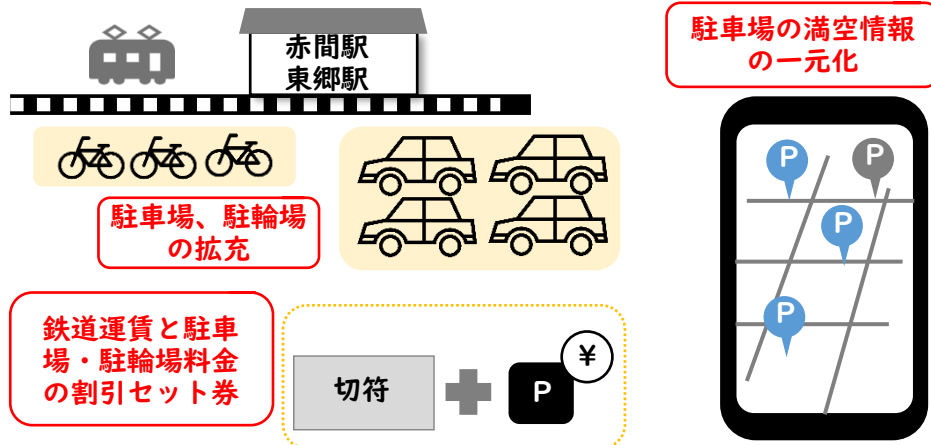 赤間駅
東郷駅
駐車場の満空情報
の一元化
P
P
P
P
駐車場、駐輪場
の拡充
鉄道運賃と駐車
場・駐輪場料金
の割引セット券
切符
P
¥